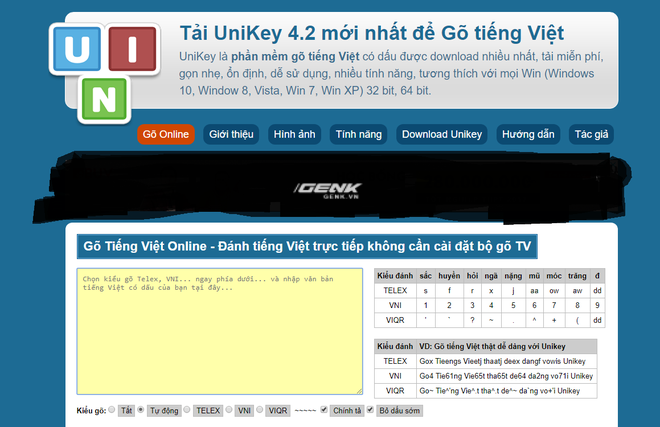 U I
N
Tải UniKey 4.2 mới nhất để Gõ tiếng Việt
UniKey là phần mềm gõ tiếng Việt có dấu được download nhiều nhất, tải miễn phí,
gọn nhẹ, ổn định, dễ sử dụng, nhiều tính năng, tương thích với mọi Win (Windows
10, Window 8, Vista, Win 7, Win XP) 32 bit, 64 bit.
Gõ Online Giới thiệu Hình ảnh Tính năng Download Unikey Hướng dẫn Tác giả
GENK
GENK.VN
Gõ Tiếng Việt Online - Đánh tiếng Việt trực tiếp không cần cài đặt bộ gõ TV
Chọn kiểu gõ Telex, VNI... ngay phía dưới... và nhập văn bản
tiếng Việt có dấu của bạn tại đây...
Kiểu đánh sắc huyền hỏi ngã nặng mũ móc trăng đ
TELEX s f r x j aa ow aw dd
VNI 1 2 3 4 5 6 7 8 9
VIQR ' ` ? ~ . ^ + ( dd
Kiểu đánh VD: Gõ tiếng Việt thật dễ dàng với Unikey
TELEX Gox Tieengs Vieetj thaatj deex dangf vowis Unikey
VNI Go4 Tie61ng Vie65t tha65t de64 da2ng vo71i Unikey
VIQR Go~ Tie^'ng Vie^.t tha^.t de^~ da`ng vo+'i Unikey
Kiểu gõ: Tắt Tự động TELEX VNI VIQR ~~~~ Chính tả Bỏ dấu sớm